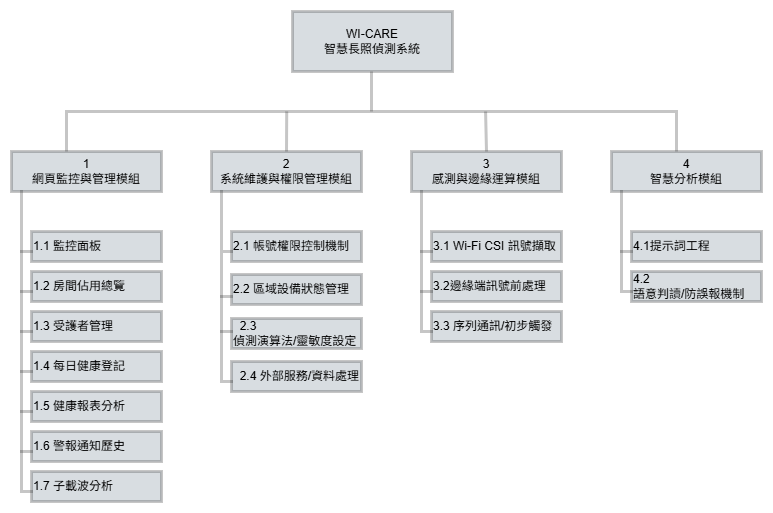 WI-CARE
智慧長照偵測系統
1
網頁監控與管理模組
2
系統維護與權限管理模組
3
感測與邊緣運算模組
4
智慧分析模組
1.1 監控面板
1.2 房間佔用總覽
1.3 受護者管理
1.4 每日健康登記
1.5 健康報表分析
1.6 警報通知歷史
1.7 子載波分析
2.1 帳號權限控制機制
2.2 區域設備狀態管理
2.3
偵測演算法/靈敏度設定
2.4 外部服務/資料處理
3.1 Wi-Fi CSI 訊號擷取
3.2邊緣端訊號前處理
3.3 序列通訊/初步觸發
4.1提示詞工程
4.2
語意判讀/防誤報機制